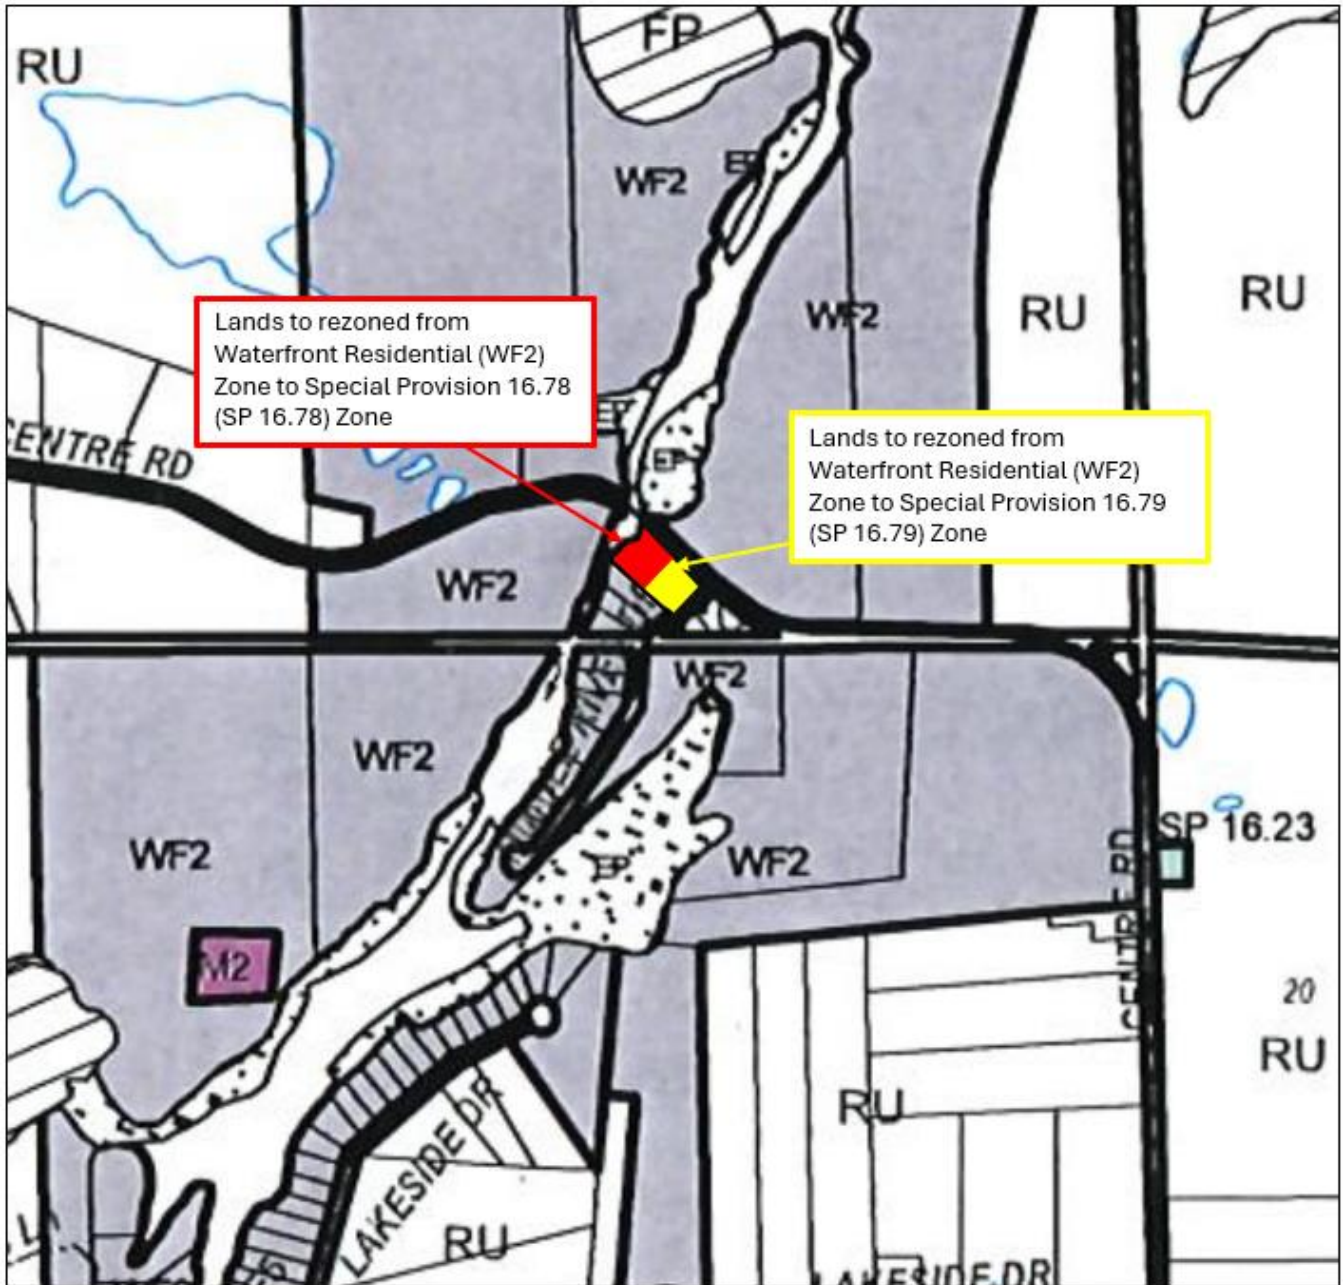 RU
FP
WF2
EP
WF2
RU
RU
Lands to rezoned from
Waterfront Residential (WF2)
Zone to Special Provision 16.78
(SP 16.78) Zone
EP
Lands to rezoned from
Waterfront Residential (WF2)
Zone to Special Provision 16.79
(SP 16.79) Zone
CENTRE RD
EP
WF2
WF2
WF2
WF2
EP
WF2
SP 16.23
CENTRE RD
M2
20
RU
RU
LAKESIDE DR
RU
LAKESIDE DR